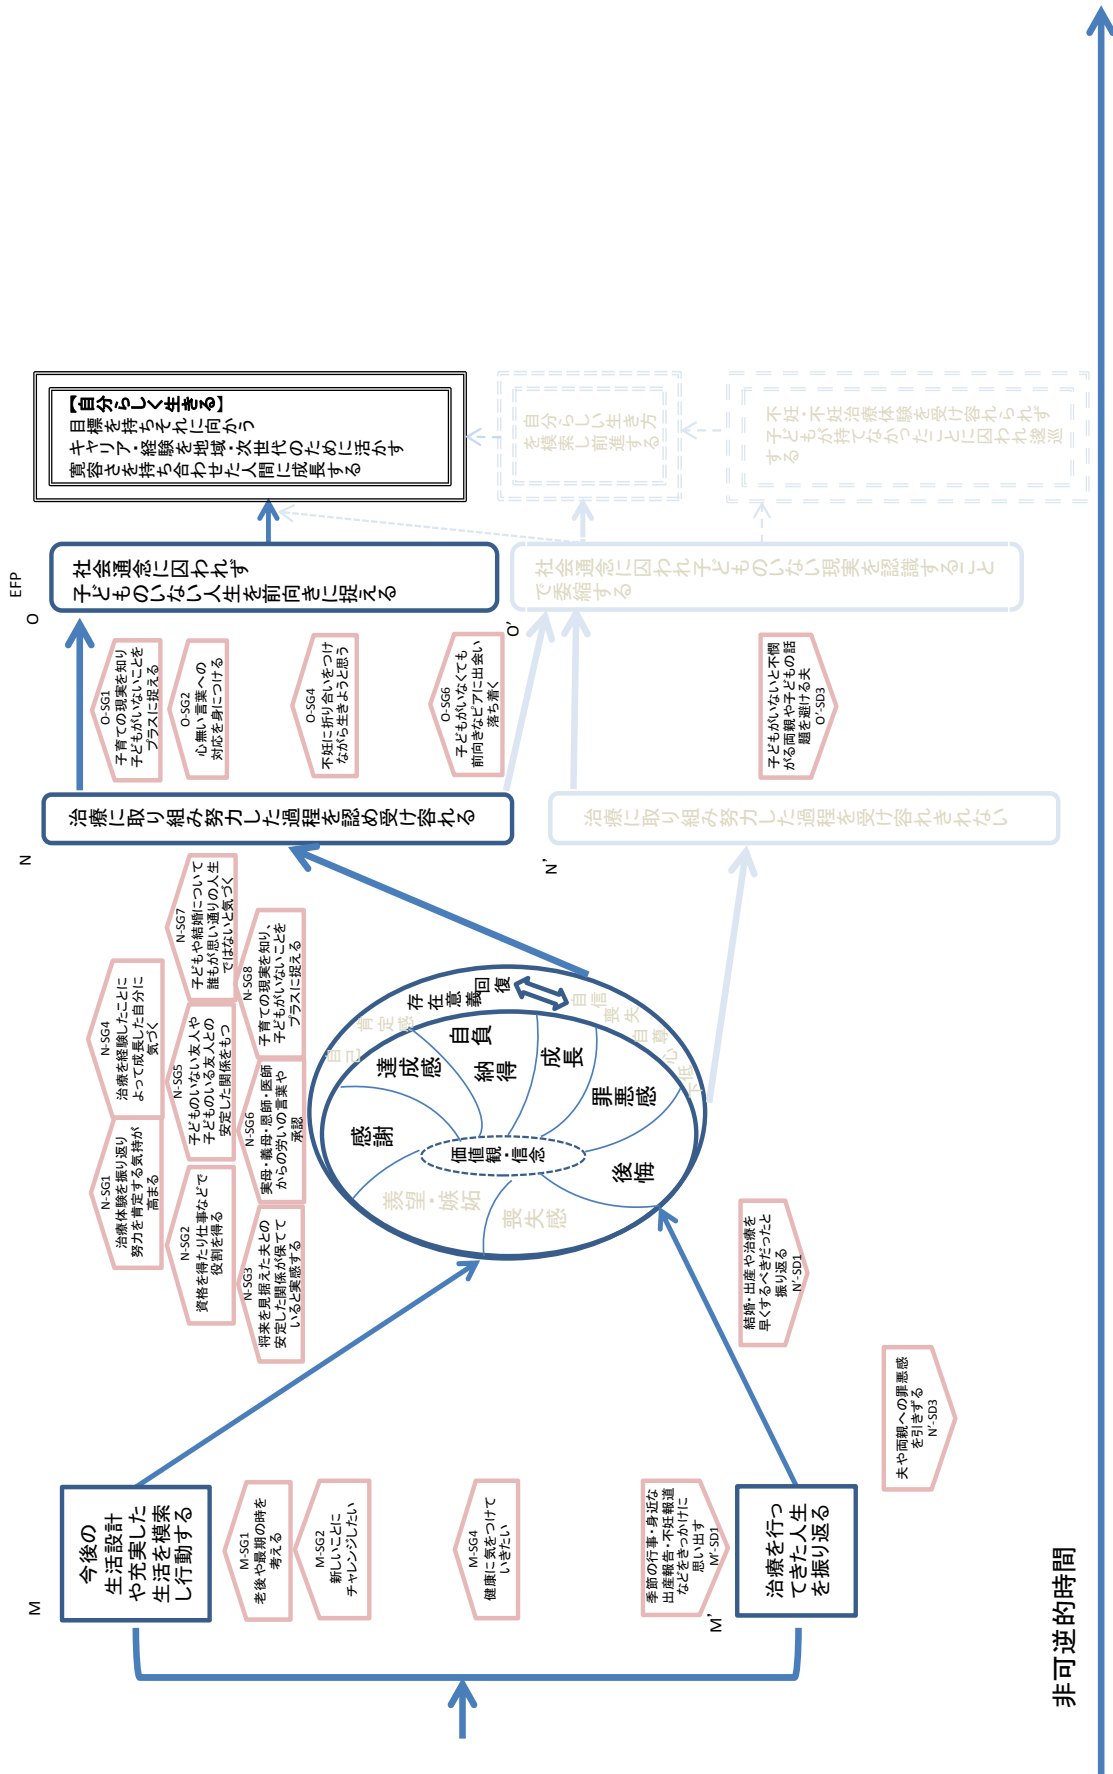 M
今後の
生活設計
や充実した
生活を模索
し行動する
M-SG1
老後や最期の時を
考える
M-SG2
新しいことに
チャレンジしたい
M-SG4
健康に気をつけて
いきたい
季節の行事・身近な
出産報告・不妊報道
などをきっかけに
思い出す
M'-SD1
M'
治療を行っ
てきた人生
を振り返る
夫や両親への罪悪感
を引きずる
N'-SD3
結婚・出産や治療を
早くするべきだったと
振り返る
N'-SD1
N-SG1
治療体験を振り返り
努力を肯定する気持が
高まる
N-SG2
資格を得たり仕事などで
役割を得る
N-SG3
将来を見据えた夫との
安定した関係が保てて
いると実感する
N-SG4
治療を経験したことに
よって成長した自分に
気づく
N-SG5
子どものいない友人や
子どものいる友人との
安定した関係をもつ
N-SG6
実母・義母・恩師・医師
からの労いの言葉や
承認
N-SG7
子どもや結婚について
誰もが思い通りの人生
ではないと気づく
N-SG8
子育ての現実を知り、
子どもがいないことを
プラスに捉える
自己
肯定感
存在意義
回復
自信
喪失
自尊
心低
下
感謝
達成感
自負
納得
成長
罪悪感
後悔
喪失感
羨望・嫉妬
価値観・信念
N
治療に取り組み努力した過程を認め受け容れる
N'
治療に取り組み努力した過程を受け容れきれない
O-SG1
子育ての現実を知り
子どもがいないことを
プラスに捉える
O-SG2
心無い言葉への
対応を身につける
O-SG4
不妊に折り合いをつけ
ながら生きようと思う
O-SG6
子どもがいなくても
前向きなピアに出会い
落ち着く
子どもがいないと不憫
がる両親や子どもの話
題を避ける夫
O'-SD3
O
社会通念に囚われず
子どものいない人生を前向きに捉える
O'
社会通念に囚われ子どものいない現実を認識すること
で委縮する
EFP
【自分らしく生きる】
目標を持ちそれに向かう
キャリア・経験を地域・次世代のために活かす
寛容さを持ち合わせた人間に成長する
自分らしい生き方
を模索し前進する
不妊・不妊治療体験を受け容れられず
子どもが持てなかったことに囚われ逡巡
する
非可逆的時間